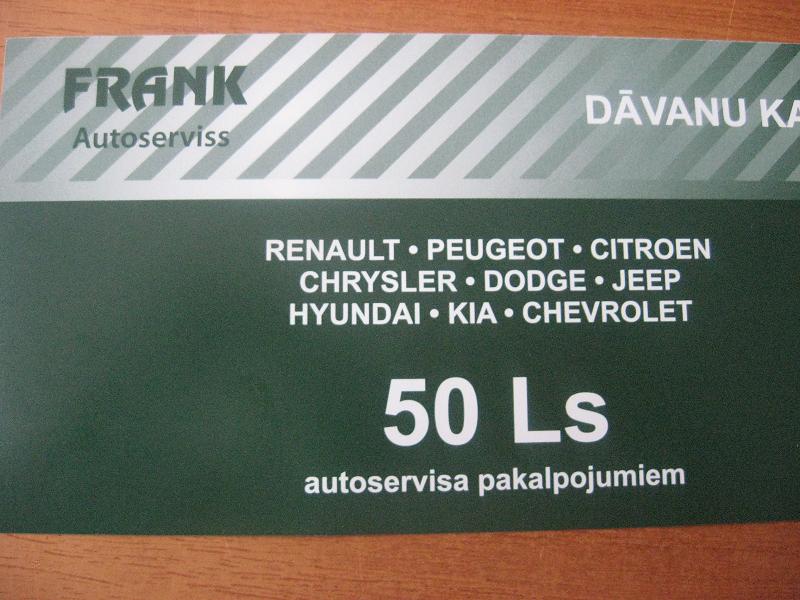 FRANK
Autoserviss
DĀVANU KA
RENAULT • PEUGEOT • CITROEN
CHRYSLER • DODGE • JEEP
HYUNDAI • KIA • CHEVROLET
50 Ls
autoservisa pakalpojumiem